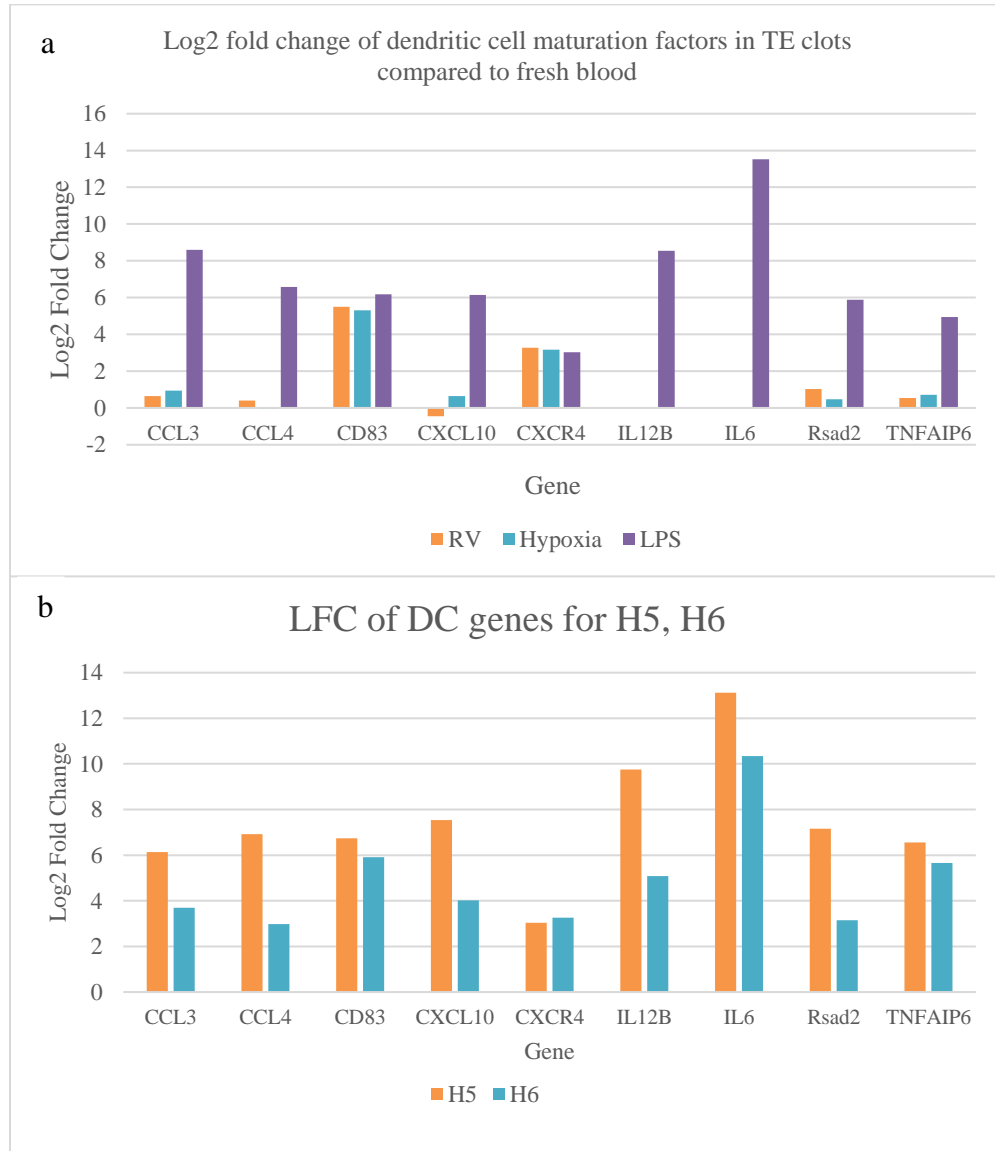 a
Log2 fold change of dendritic cell maturation factors in TE clots
compared to fresh blood
Log2 Fold Change
16
14
12
10
8
6
4
2
0
-2
CCL3 CCL4 CD83 CXCL10 CXCR4 IL12B IL6 Rsad2 TNFAIP6
Gene
RV Hypoxia LPS
b
LFC of DC genes for H5, H6
Log2 Fold Change
14
12
10
8
6
4
2
0
CCL3 CCL4 CD83 CXCL10 CXCR4 IL12B IL6 Rsad2 TNFAIP6
Gene
H5 H6